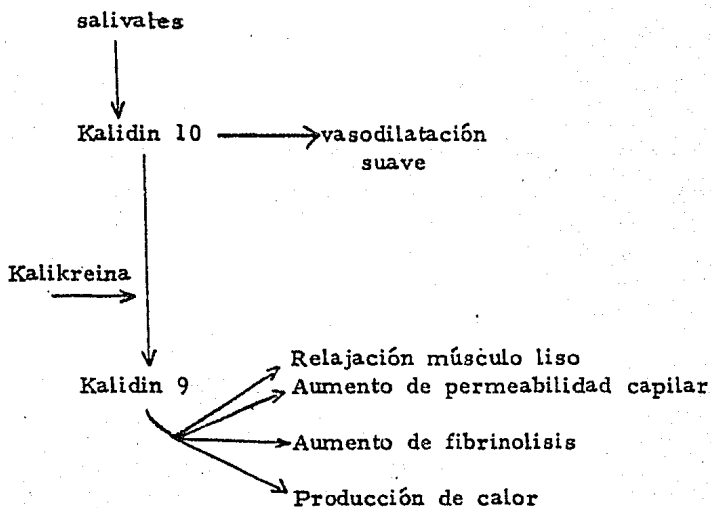 salivales
Kalidin 10
vasodilatación
suave
Kalikreina
Kalidin 9
Relajación músculo liso
Aumento de permeabilidad capilar
Aumento de fibrinolisis
Producción de calor